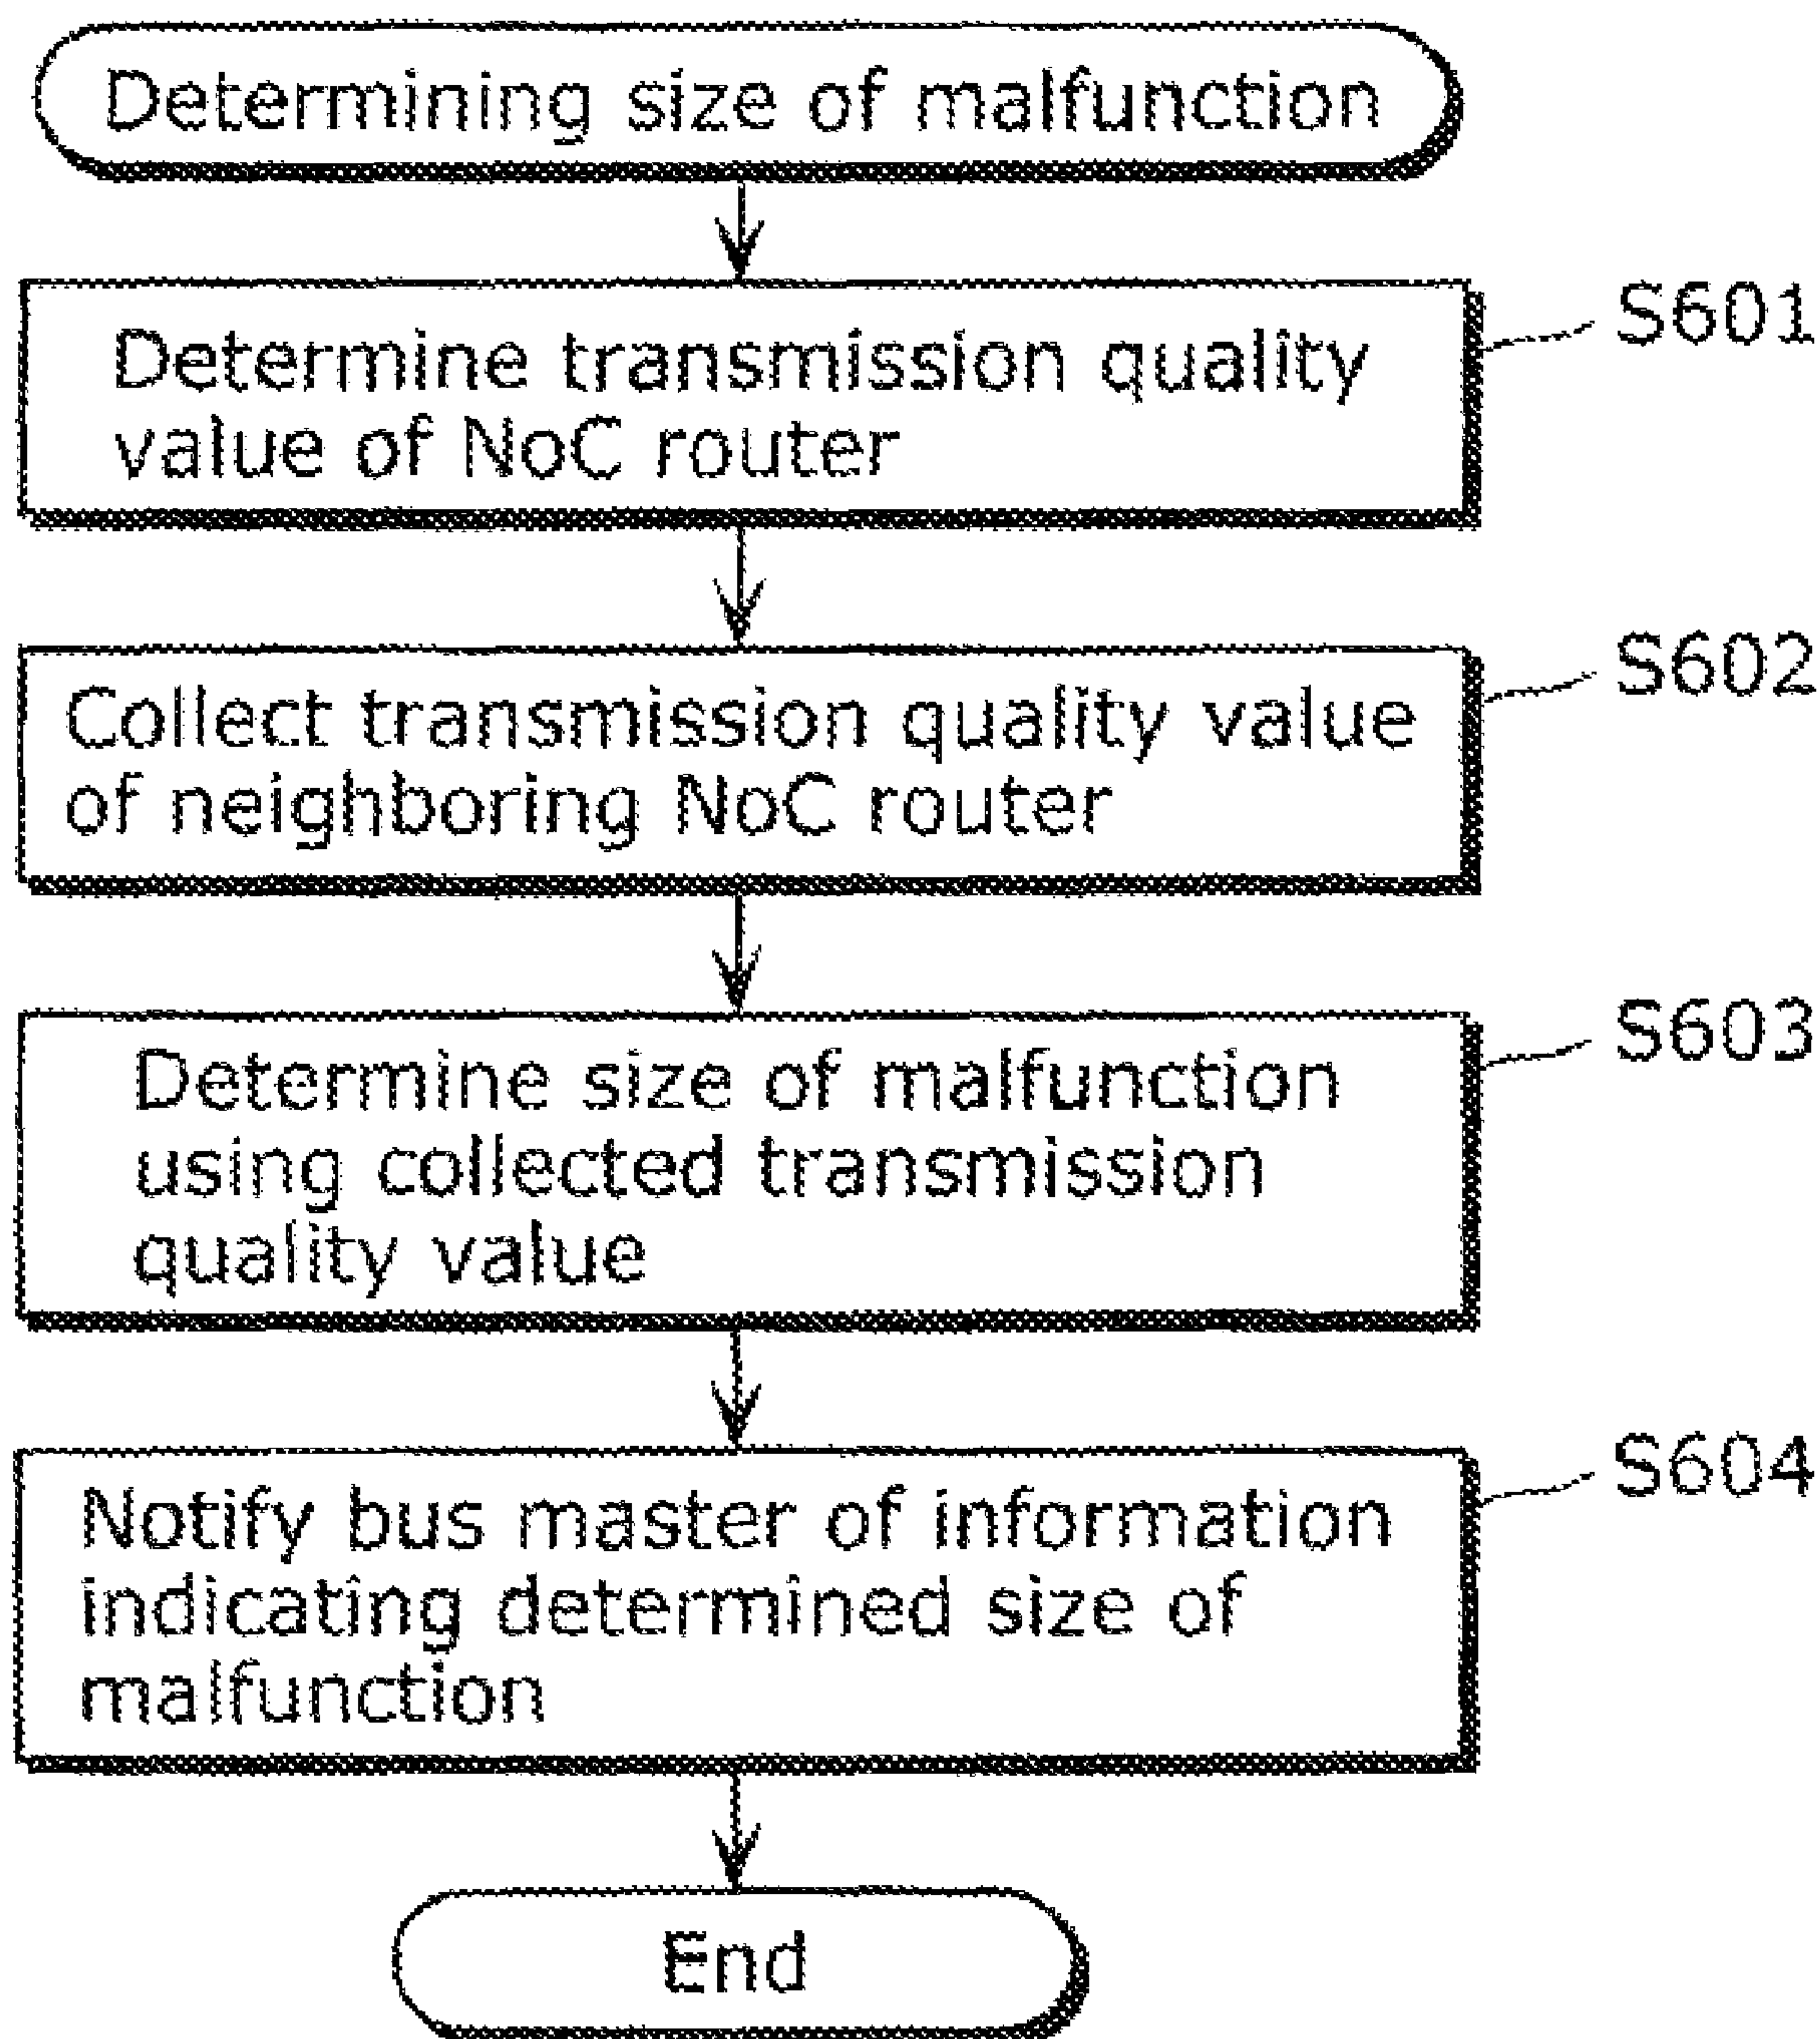 Determining size of malfunction
S601
Determine transmission quality
value of NoC router
S602
Collect transmission quality value
of neighboring NoC router
S603
Determine size of malfunction
using collected transmission
quality value
S604
Notify bus master of information
indicating determined size of
malfunction
End